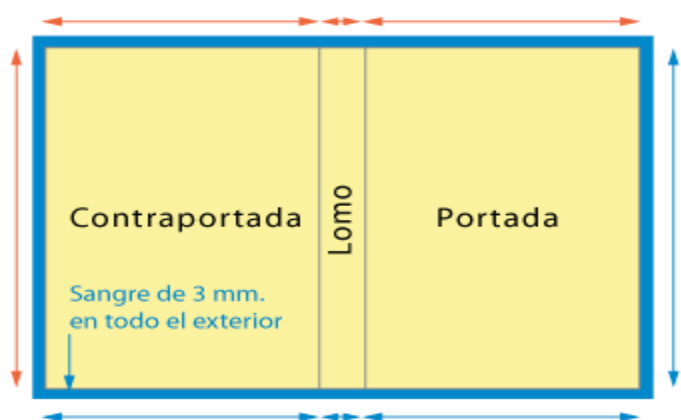 Contraportada
Lomo
Portada
Sangre de 3 mm.
en todo el exterior